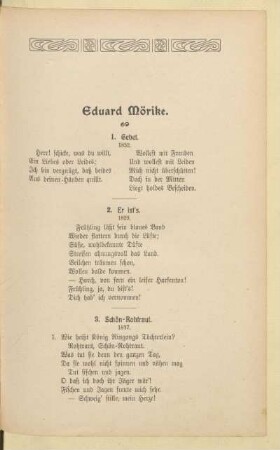 Eduard Mörike.
1. Gebet.
1832.
Herr! schicke, was du willt,
Ein Liebes oder Leides;
Ich bin vergnügt, daß beides
Aus deinen Händen quillt.
Wollest mit Freuden
Und wollest mit Leiden
Mich nicht überschütten!
Doch in der Mitten
Liegt holdes Bescheiden.
2. Er ist's.
1829.
Frühling läßt sein blaues Band
Wieder flattern durch die Lüfte;
Süße, wohlbekannte Düfte
Streifen ahnungsvoll das Land.
Veilchen träumen schon,
Wollen balde kommen.
— Horch, von fern ein leiser Harfenton!
Frühling, ja, du bist's!
Dich hab' ich vernommen!
3. Schön-Rohtraut.
1837.
1. Wie heißt König Ringangs Töchterlein?
Rohtraut, Schön-Rohtraut.
Was tut sie denn den ganzen Tag,
Da sie wohl nicht spinnen und nähen mag?
Tut fischen und jagen.
O daß ich doch ihr Jäger wär'!
Fischen und Jagen freute mich sehr.
— Schweig' stille, mein Herze!